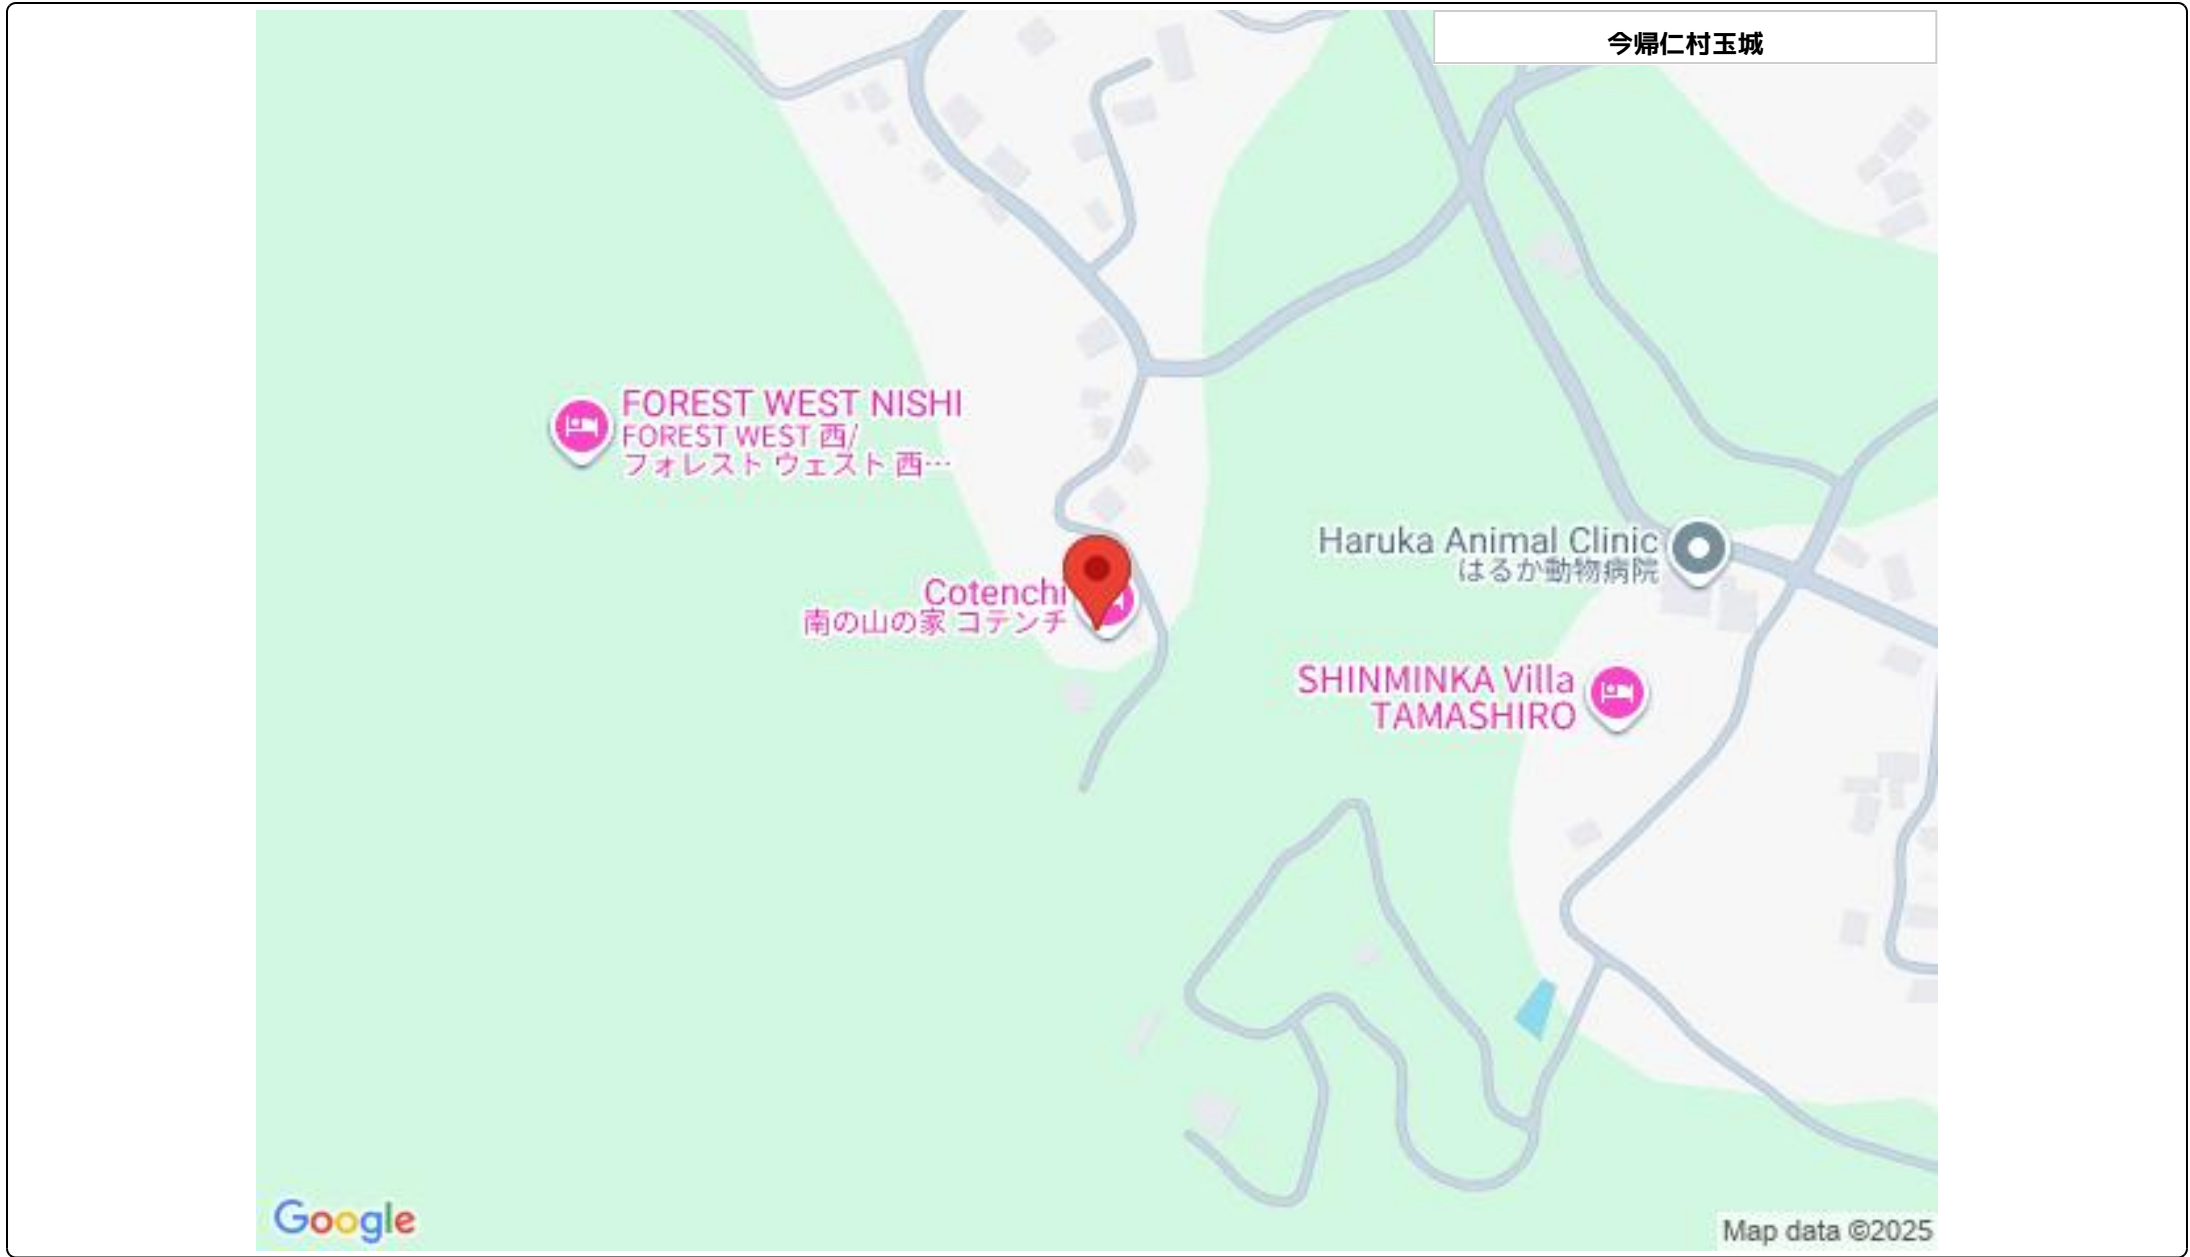 今帰仁村玉城
FOREST WEST NISHI
FOREST WEST 西/
フォレスト ウェスト 西…
Haruka Animal Clinic
はるか動物病院
Cotenchi
南の山の家 コテンチ
SHINMINKA Villa
TAMASHIRO
Google
Map data ©2025